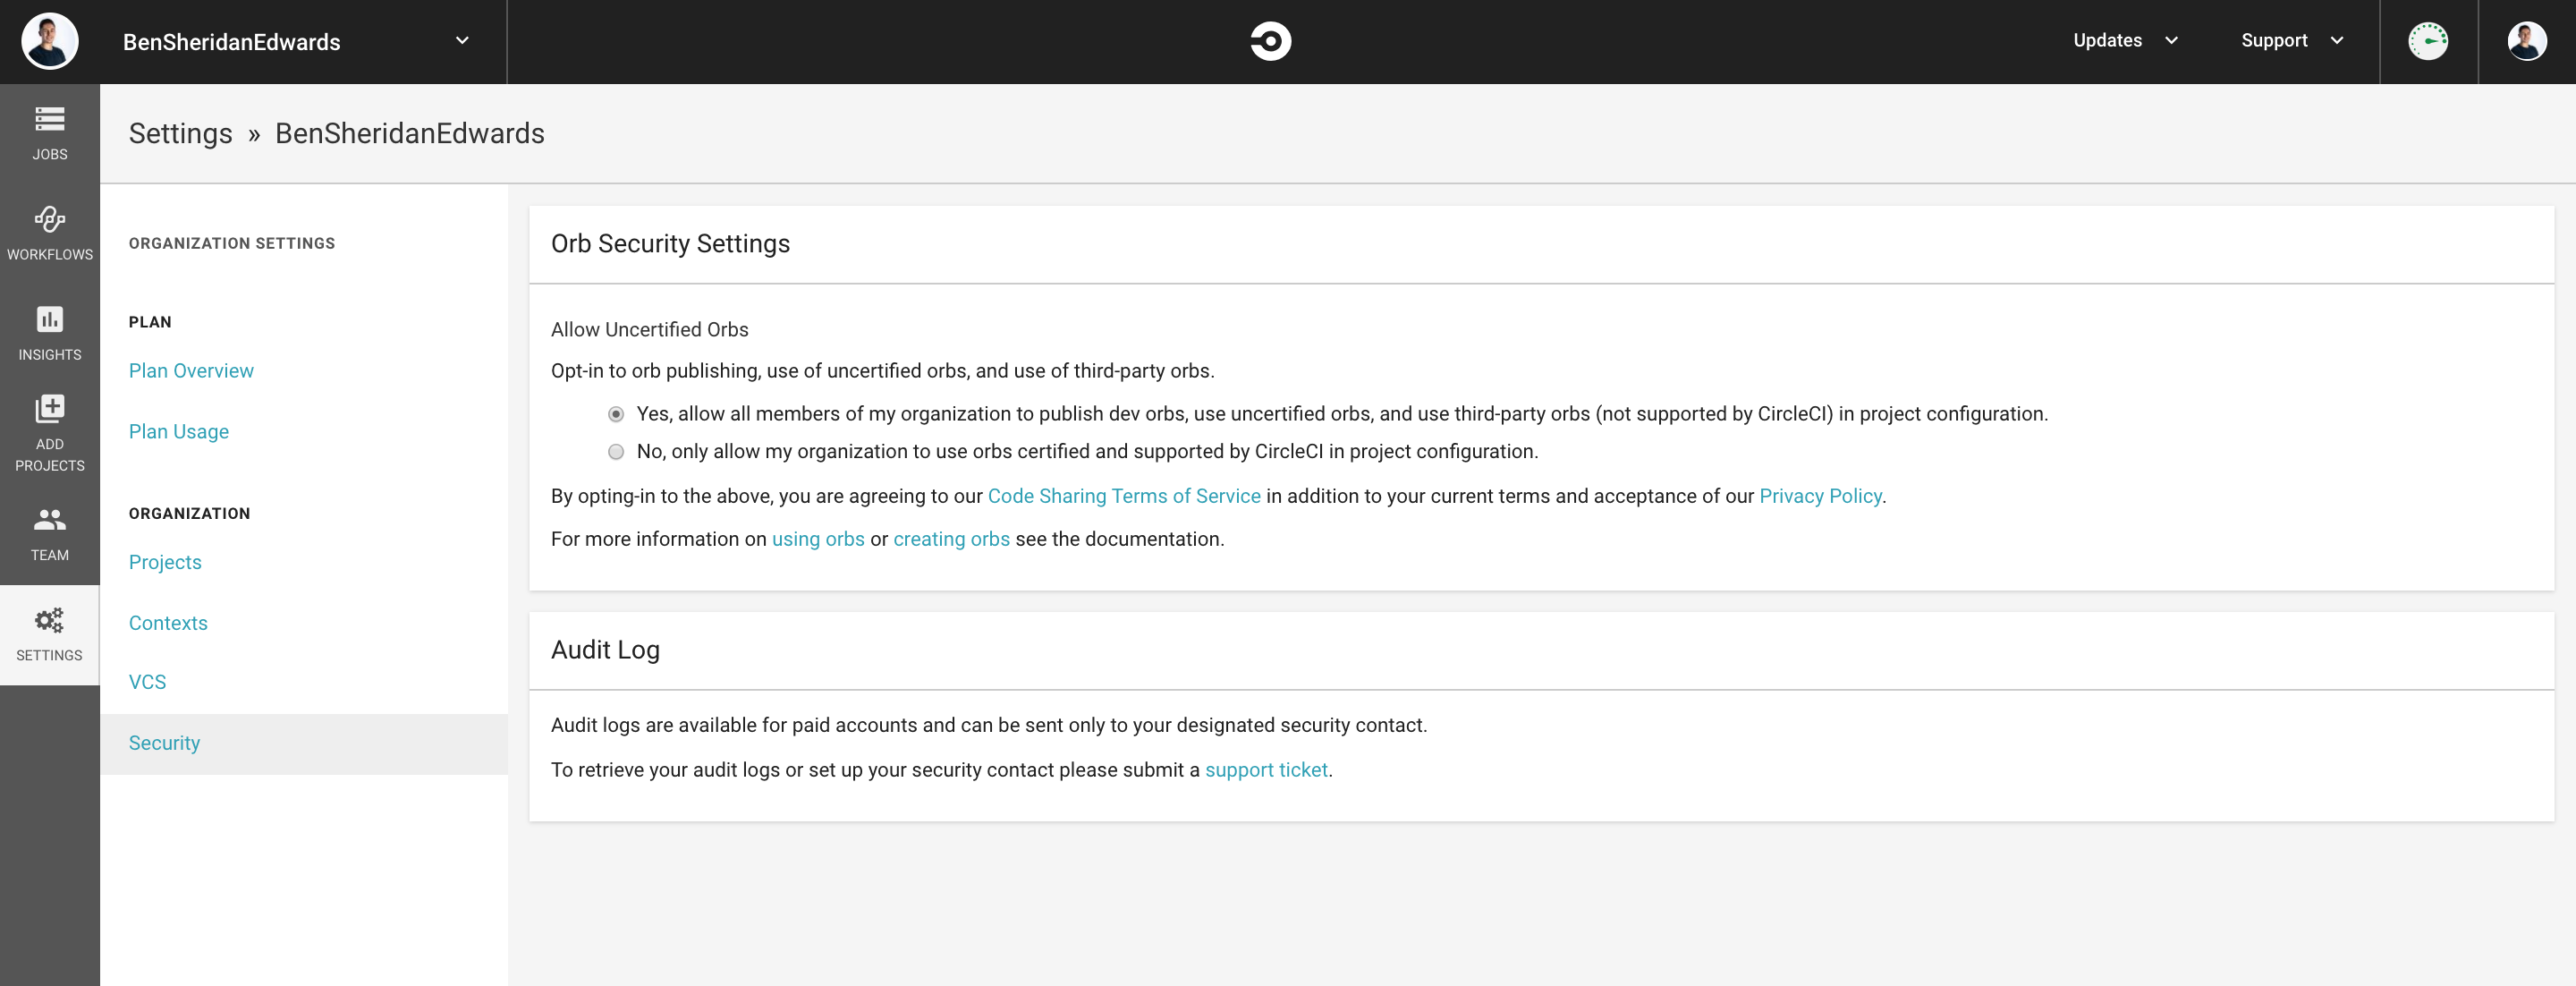 BenSheridanEdwards
Updates
Support
JOBS
WORKFLOWS
INSIGHTS
ADD
PROJECTS
TEAM
SETTINGS
Settings » BenSheridanEdwards
ORGANIZATION SETTINGS
PLAN
Plan Overview
Plan Usage
ORGANIZATION
Projects
Contexts
VCS
Security
Orb Security Settings
Allow Uncertified Orbs
Opt-in to orb publishing, use of uncertified orbs, and use of third-party orbs.
Yes, allow all members of my organization to publish dev orbs, use uncertified orbs, and use third-party orbs (not supported by CircleCI) in project configuration.
No, only allow my organization to use orbs certified and supported by CircleCI in project configuration.
By opting-in to the above, you are agreeing to our Code Sharing Terms of Service in addition to your current terms and acceptance of our Privacy Policy.
For more information on using orbs or creating orbs see the documentation.
Audit Log
Audit logs are available for paid accounts and can be sent only to your designated security contact.
To retrieve your audit logs or set up your security contact please submit a support ticket.